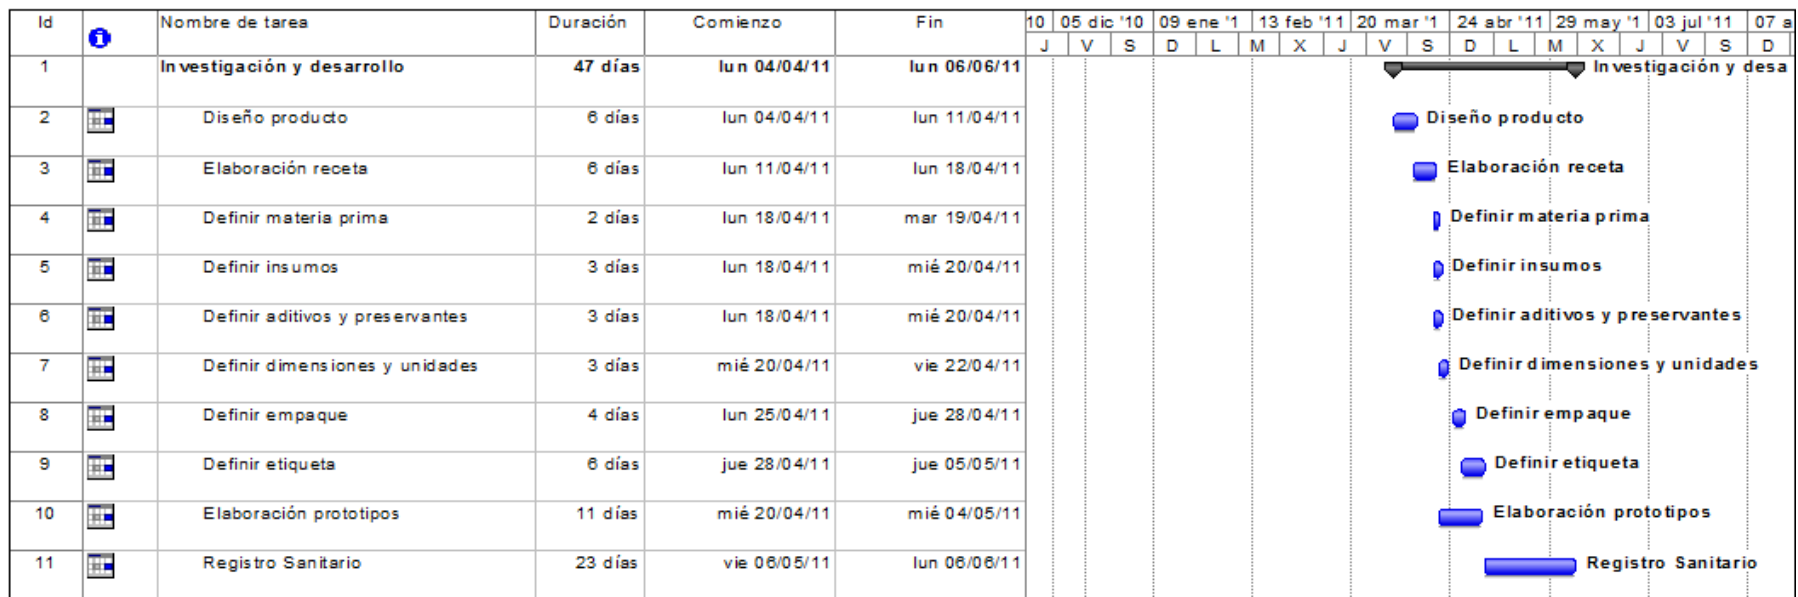 Id Nombre de tarea Duración Comienzo Fin 10 05 dic '10 09 ene '1 13 feb '11 20 mar '1 24 abr '11 29 may '1 03 jul '11 07 a
J V S D L M X J V S D L M X J V S D
1 Investigación y desarrollo 47 días lun 04/04/11 lun 06/06/11 Investigación y desa
2 Diseño producto 6 días lun 04/04/11 lun 11/04/11 Diseño producto
3 Elaboración receta 6 días lun 11/04/11 lun 18/04/11 Elaboración receta
4 Definir materia prima 2 días lun 18/04/11 mar 19/04/11 Definir materia prima
5 Definir insumos 3 días lun 18/04/11 mié 20/04/11 Definir insumos
6 Definir aditivos y preservantes 3 días lun 18/04/11 mié 20/04/11 Definir aditivos y preservantes
7 Definir dimensiones y unidades 3 días mié 20/04/11 vie 22/04/11 Definir dimensiones y unidades
8 Definir empaque 4 días lun 25/04/11 jue 28/04/11 Definir empaque
9 Definir etiqueta 6 días jue 28/04/11 jue 05/05/11 Definir etiqueta
10 Elaboración prototipos 11 días mié 20/04/11 mié 04/05/11 Elaboración prototipos
11 Registro Sanitario 23 días vie 06/05/11 lun 06/06/11 Registro Sanitario